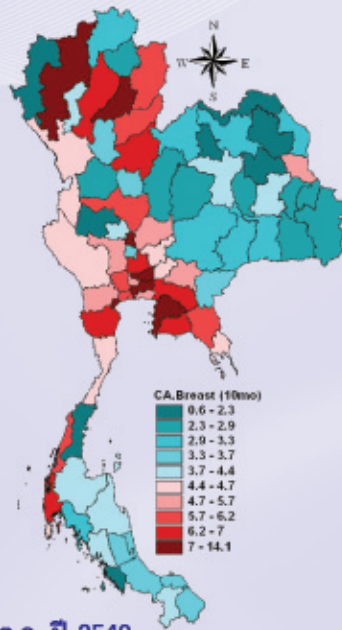 N
W E
S
CA,Breast (10mo)
0.6 - 2.3
2.3 - 2.9
2.9 - 3.3
3.3 - 3.7
3.7 - 4.4
4.4 - 4.7
4.7 - 5.7
5.7 - 6.2
6.2 - 7
7 - 14.1
ปี